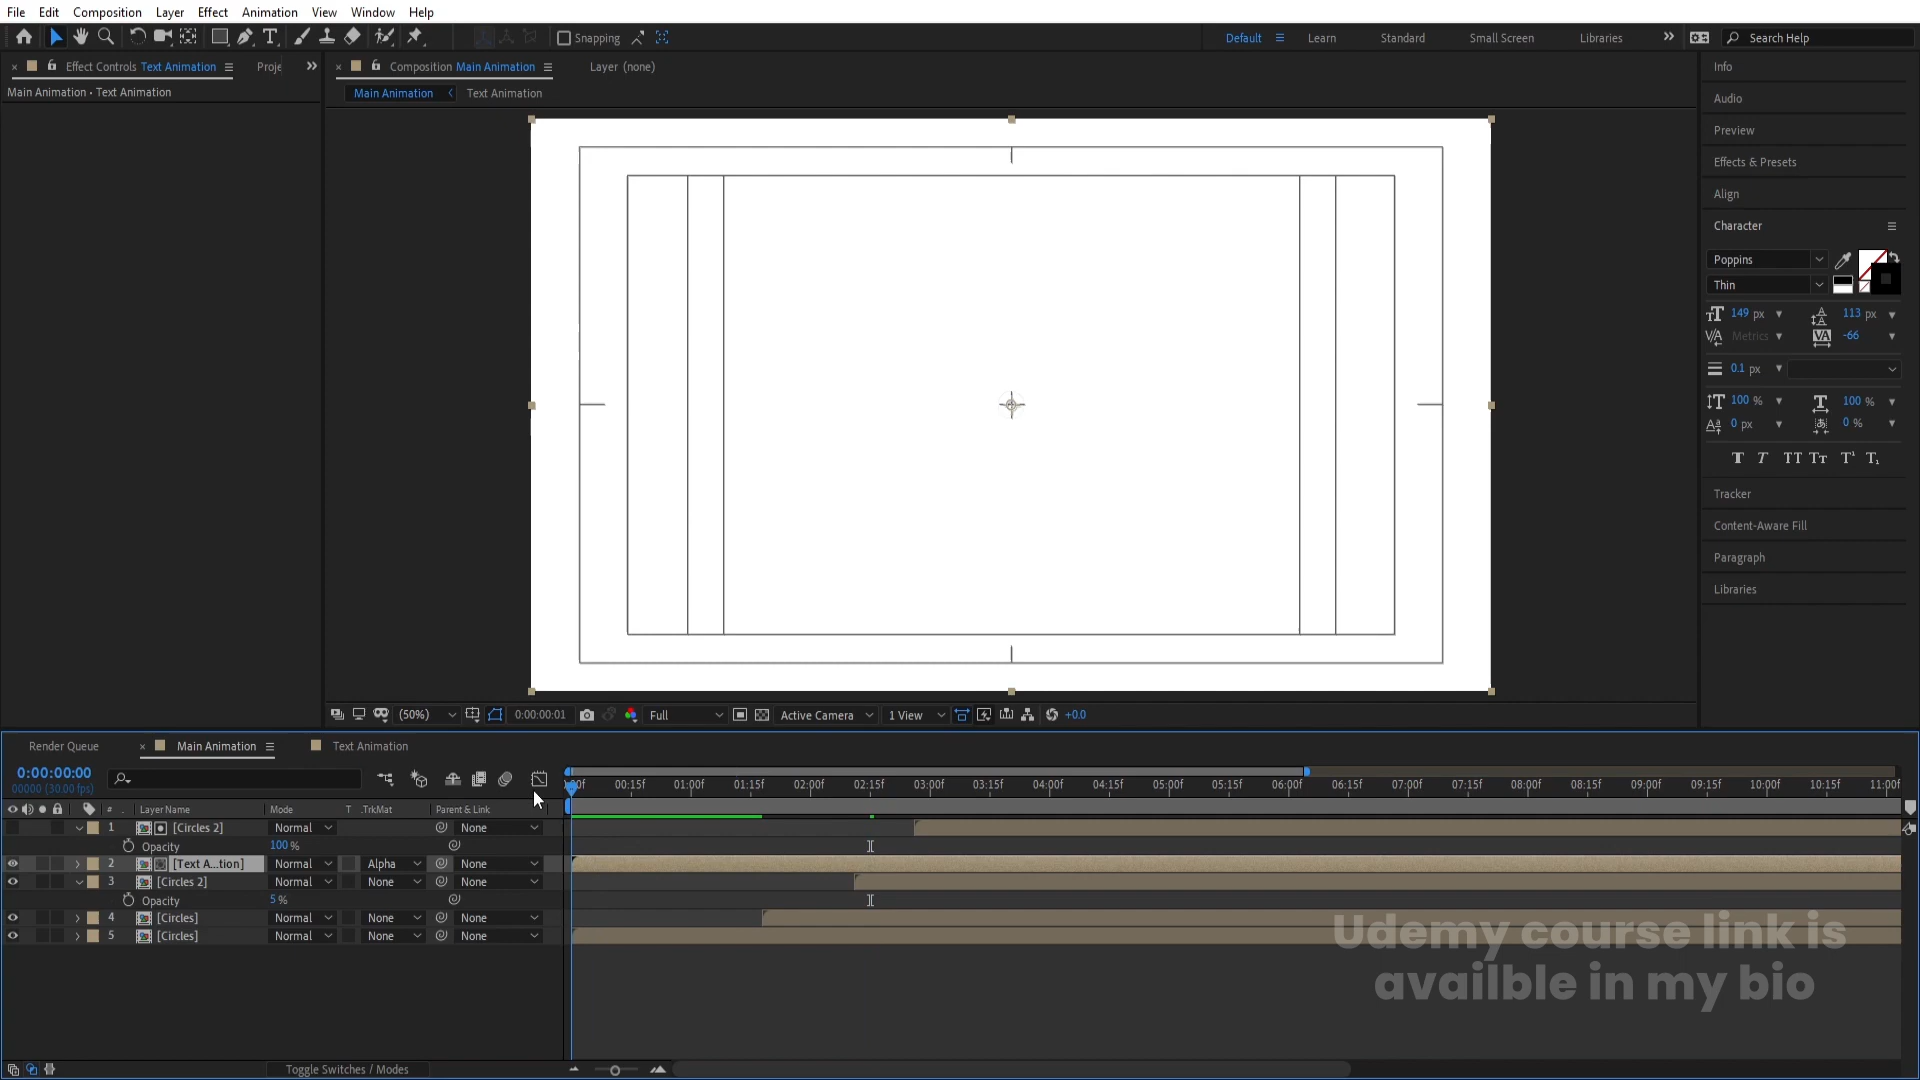 File Edit Composition Layer Effect Animation View Window Help
Snapping Default Learn Standard Small Screen Libraries Search Help
Effect Controls Text Animation Proje Composition Main Animation Layer (none) Info
Main Animation • Text Animation Main Animation Text Animation
Audio
Preview
Effects & Presets
Align
Character
Poppins
Thin
149 px 113 px
Metrics -66
0.1 px
100 % 100 %
0 px 0 %
Tracker
Content-Aware Fill
Paragraph
Libraries
(50%) 0:00:00:01 Full Active Camera 1 View +0.0
Render Queue Main Animation Text Animation
0:00:00:00
00000 (30.00 fps)
:00f 00:15f 01:00f 01:15f 02:00f 02:15f 03:00f 03:15f 04:00f 04:15f 05:00f 05:15f 06:00f 06:15f 07:00f 07:15f 08:00f 08:15f 09:00f 09:15f 10:00f 10:15f 11:00f
# Layer Name Mode T .TrkMat Parent & Link
1 [Circles 2] Normal None
Opacity 100 %
2 [Text A...tion] Normal Alpha None
3 [Circles 2] Normal None None
Opacity 5 %
4 [Circles] Normal None None
5 [Circles] Normal None None
Udemy course link is
availble in my bio
Toggle Switches / Modes